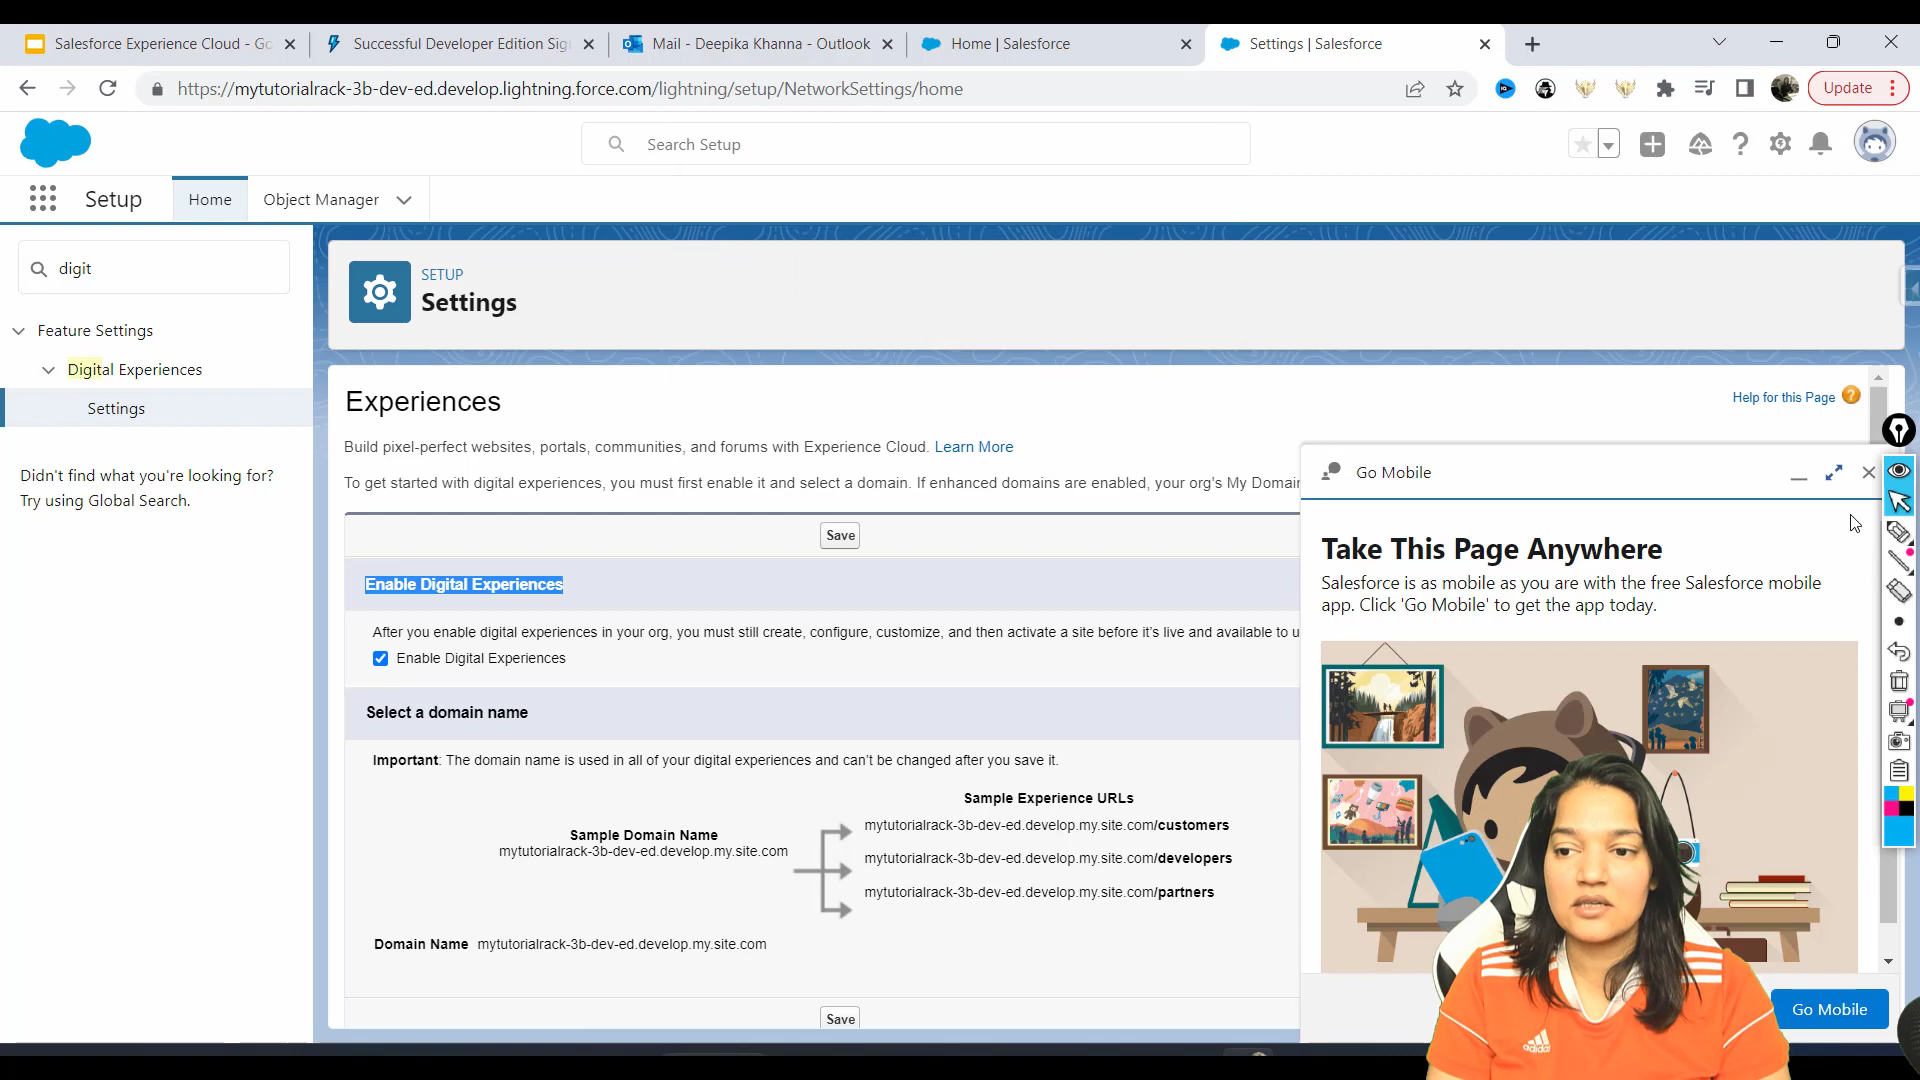 Salesforce Experience Cloud - Go
Successful Developer Edition Sig
Mail - Deepika Khanna - Outlook
Home | Salesforce
Settings | Salesforce
https://mytutorialrack-3b-dev-ed.develop.lightning.force.com/lightning/setup/NetworkSettings/home
Update
Search Setup
Setup
Home
Object Manager
digit
SETUP
Settings
Feature Settings
Digital Experiences
Settings
Didn't find what you're looking for?
Try using Global Search.
Experiences
Help for this Page
Build pixel-perfect websites, portals, communities, and forums with Experience Cloud. Learn More
To get started with digital experiences, you must first enable it and select a domain. If enhanced domains are enabled, your org's My Domain
Save
Enable Digital Experiences
After you enable digital experiences in your org, you must still create, configure, customize, and then activate a site before it's live and available to u
Enable Digital Experiences
Select a domain name
Important: The domain name is used in all of your digital experiences and can't be changed after you save it.
Sample Experience URLs
Sample Domain Name
mytutorialrack-3b-dev-ed.develop.my.site.com
mytutorialrack-3b-dev-ed.develop.my.site.com/customers
mytutorialrack-3b-dev-ed.develop.my.site.com/developers
mytutorialrack-3b-dev-ed.develop.my.site.com/partners
Domain Name mytutorialrack-3b-dev-ed.develop.my.site.com
Save
Go Mobile
Take This Page Anywhere
Salesforce is as mobile as you are with the free Salesforce mobile
app. Click 'Go Mobile' to get the app today.
Go Mobile
adidas